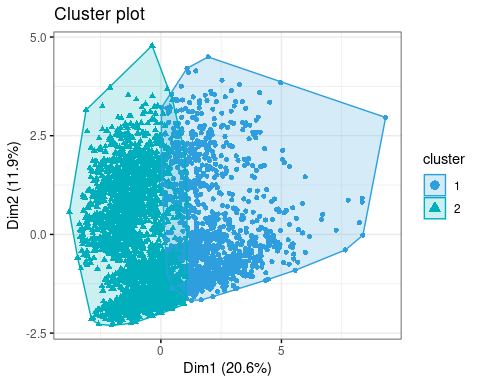 Cluster plot
5.0
2.5
0.0
-2.5
Dim2 (11.9%)
0
5
Dim1 (20.6%)
cluster
1
2